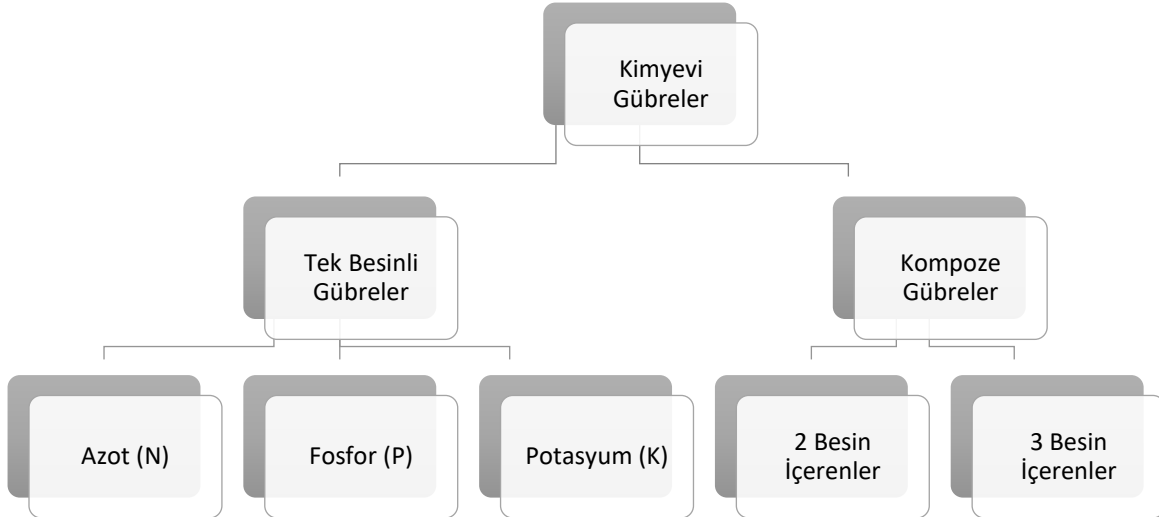 Kimyevi
Gübreler
Tek Besinli
Gübreler
Kompoze
Gübreler
Azot (N)
Fosfor (P)
Potasyum (K)
2 Besin
İçerenler
3 Besin
İçerenler